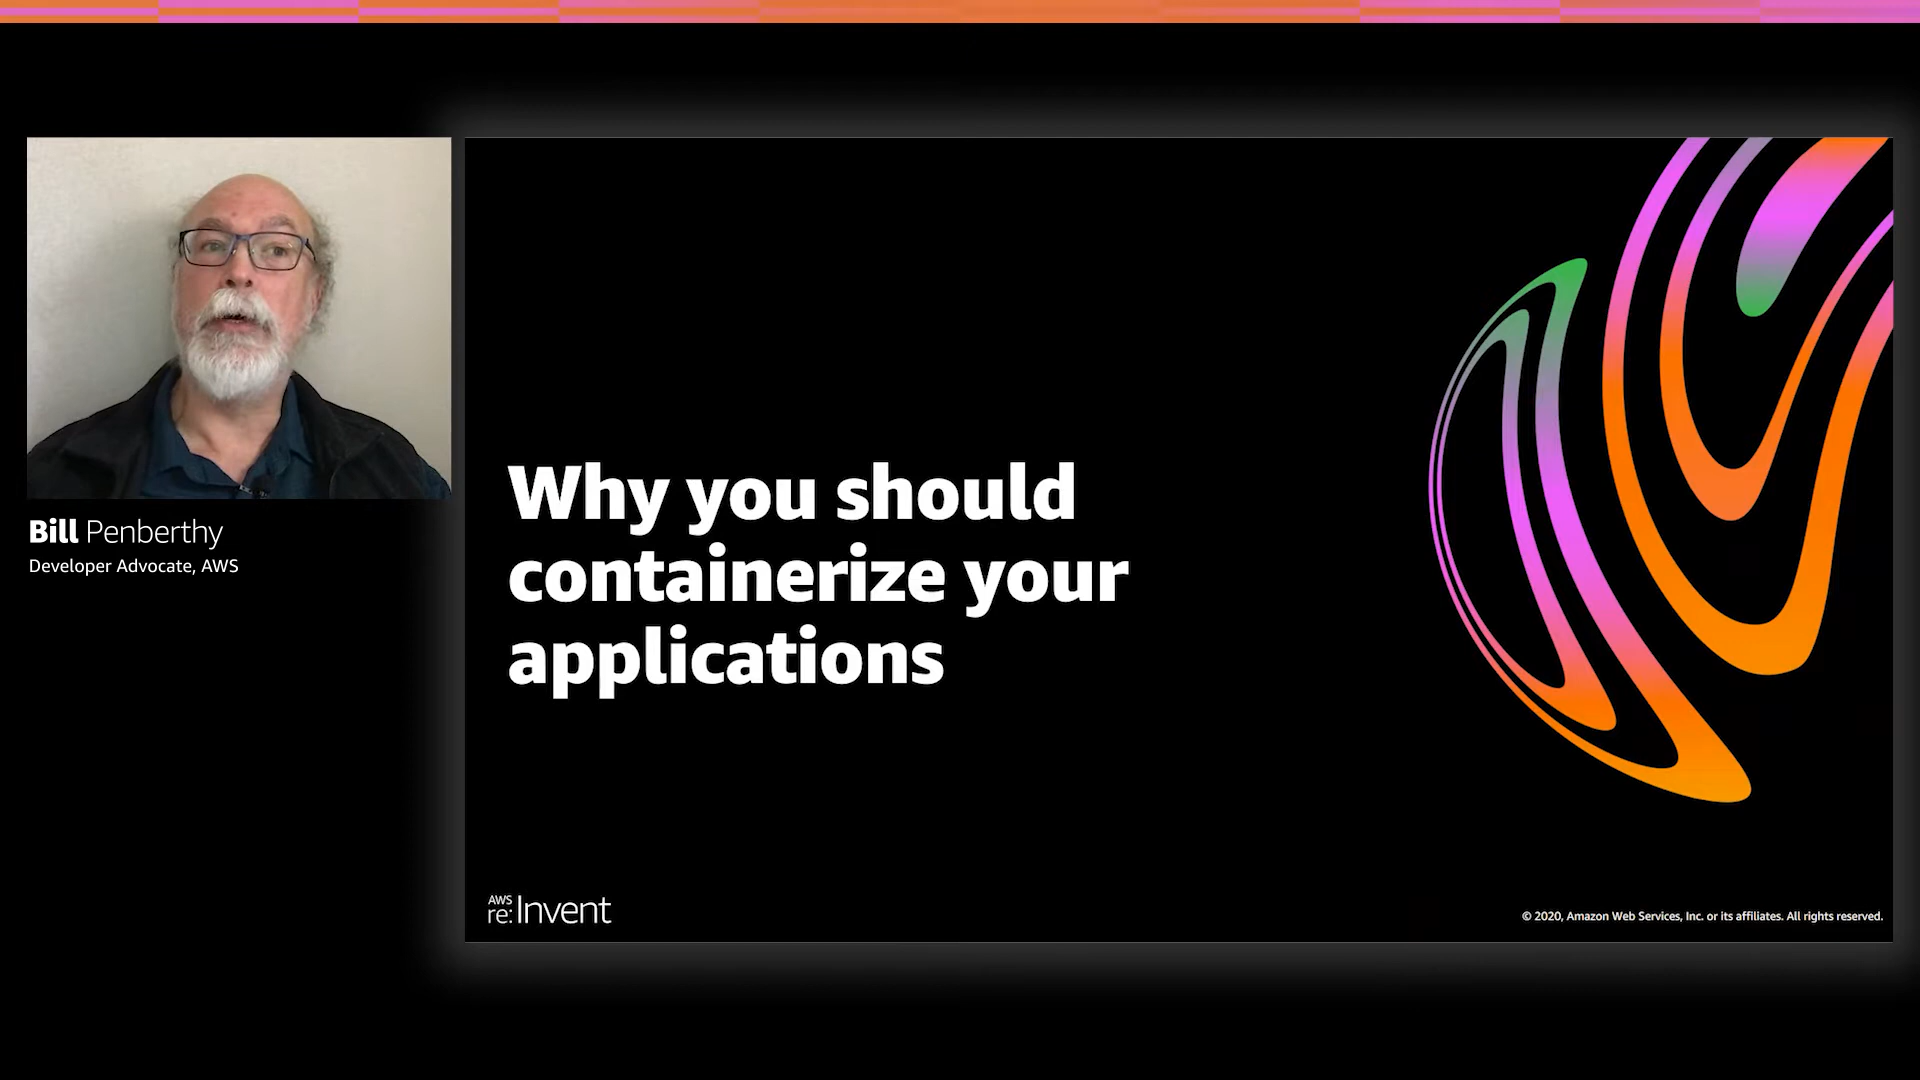 Bill Penberthy
Developer Advocate, AWS
Why you should
containerize your
applications
AWS
re:Invent
© 2020, Amazon Web Services, Inc. or its affiliates. All rights reserved.